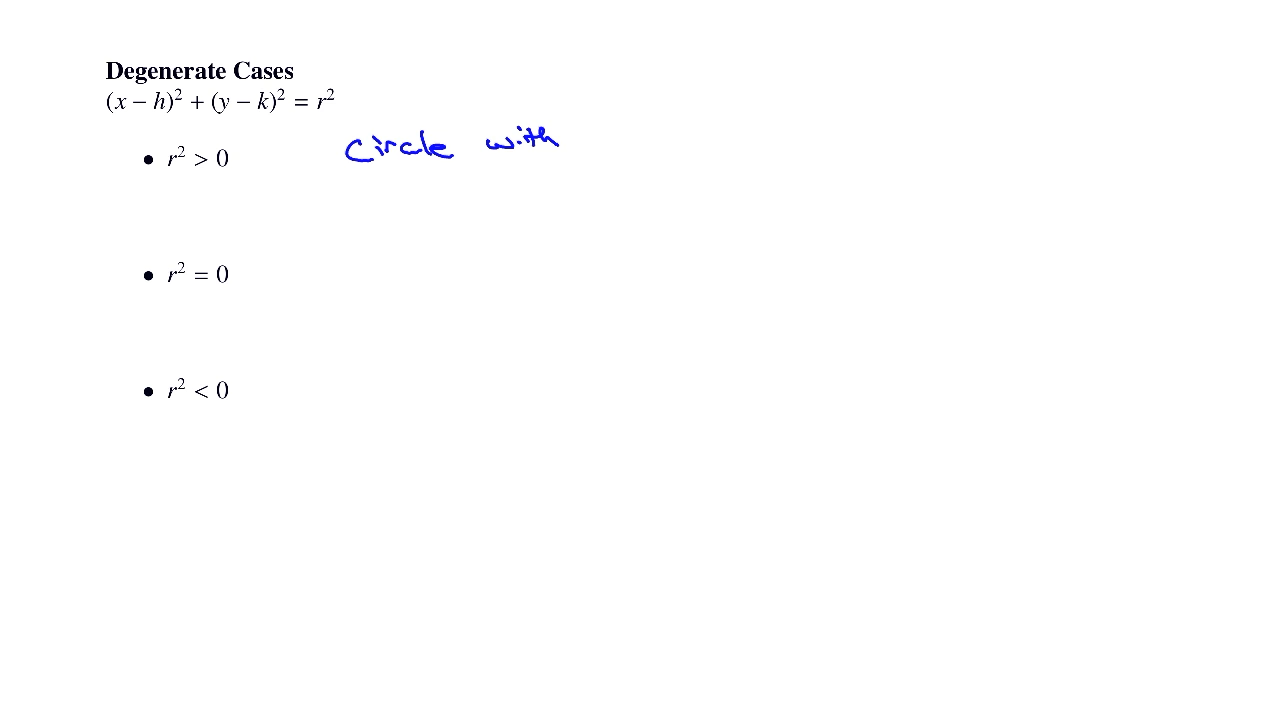 Degenerate Cases
(x − h)² + (y − k)² = r²
• r² > 0 Circle with
• r² = 0
• r² < 0